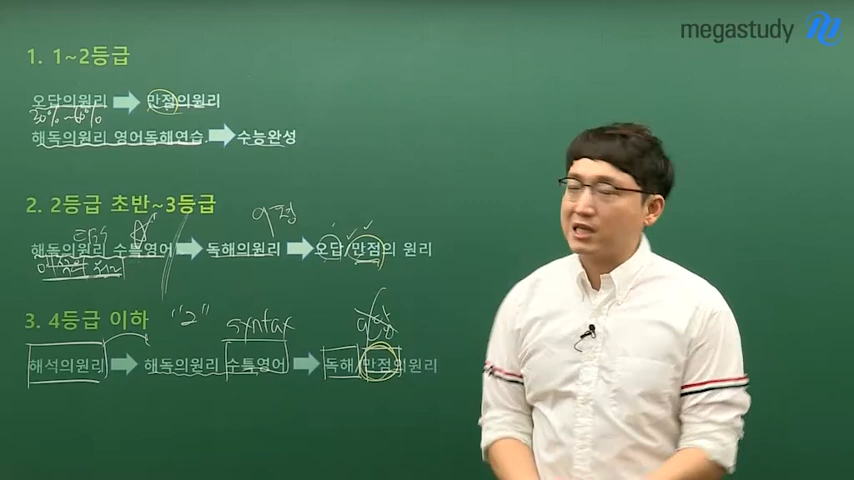 megastudy
1. 1~2등급
오답의원리 만점의원리
30%~40%
해독의원리 영어독해연습 수능완성
2. 2등급 초반~3등급
9평
해독의원리 수특영어 독해의원리 오답/만점의 원리
3. 4등급 이하 "2" syntax
해석의원리 해독의원리 수특영어 독해/만점의원리